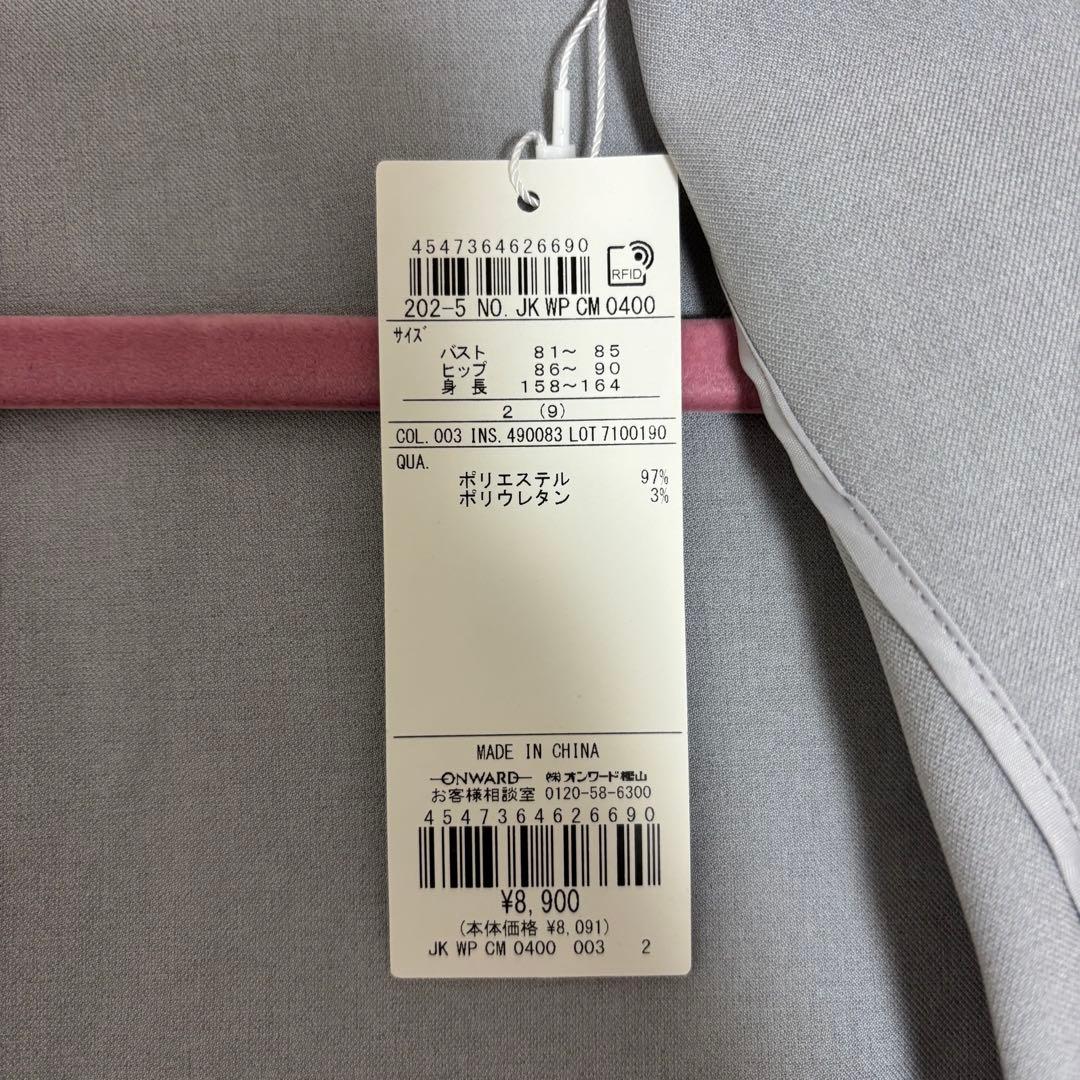 4547364626690
RFID
202-5 NO. JK WP CM 0400
サイズ
バスト 81～ 85
ヒップ 86～ 90
身 長 158～164
2 (9)
COL. 003 INS. 490083 LOT 7100190
QUA.
ポリエステル 97%
ポリウレタン 3%
MADE IN CHINA
ONWARD ㈱オンワード樫山
お客様相談室 0120-58-6300
4547364626690
¥8,900
(本体価格 ¥8,091)
JK WP CM 0400 003 2